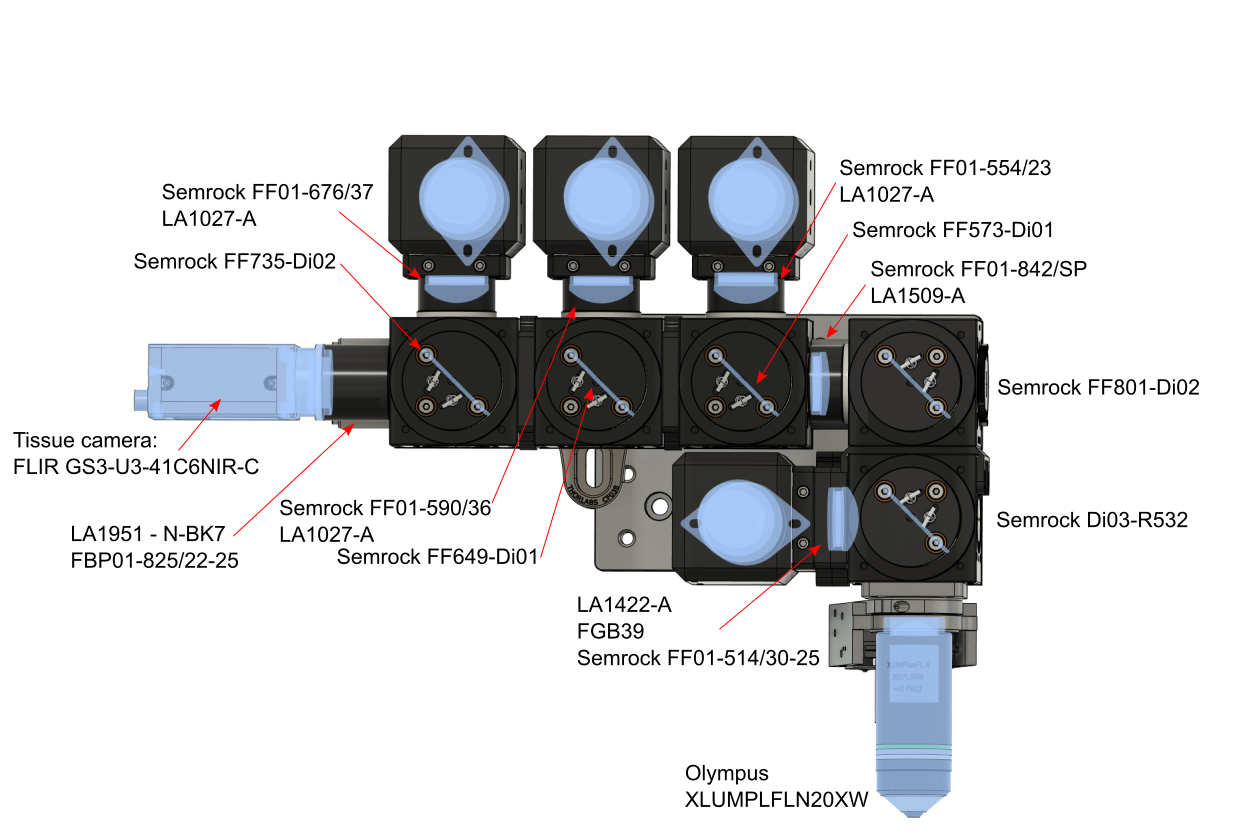 Semrock FF01-554/23
LA1027-A
Semrock FF01-676/37
LA1027-A
Semrock FF573-Di01
Semrock FF735-Di02
Semrock FF01-842/SP
LA1509-A
Semrock FF801-Di02
Tissue camera:
FLIR GS3-U3-41C6NIR-C
THORLABS
Semrock FF01-590/36
LA1027-A
Semrock FF649-Di01
Semrock Di03-R532
LA1951 - N-BK7
FBP01-825/22-25
LA1422-A
FGB39
Semrock FF01-514/30-25
Olympus
XLUMPLFLN20XW